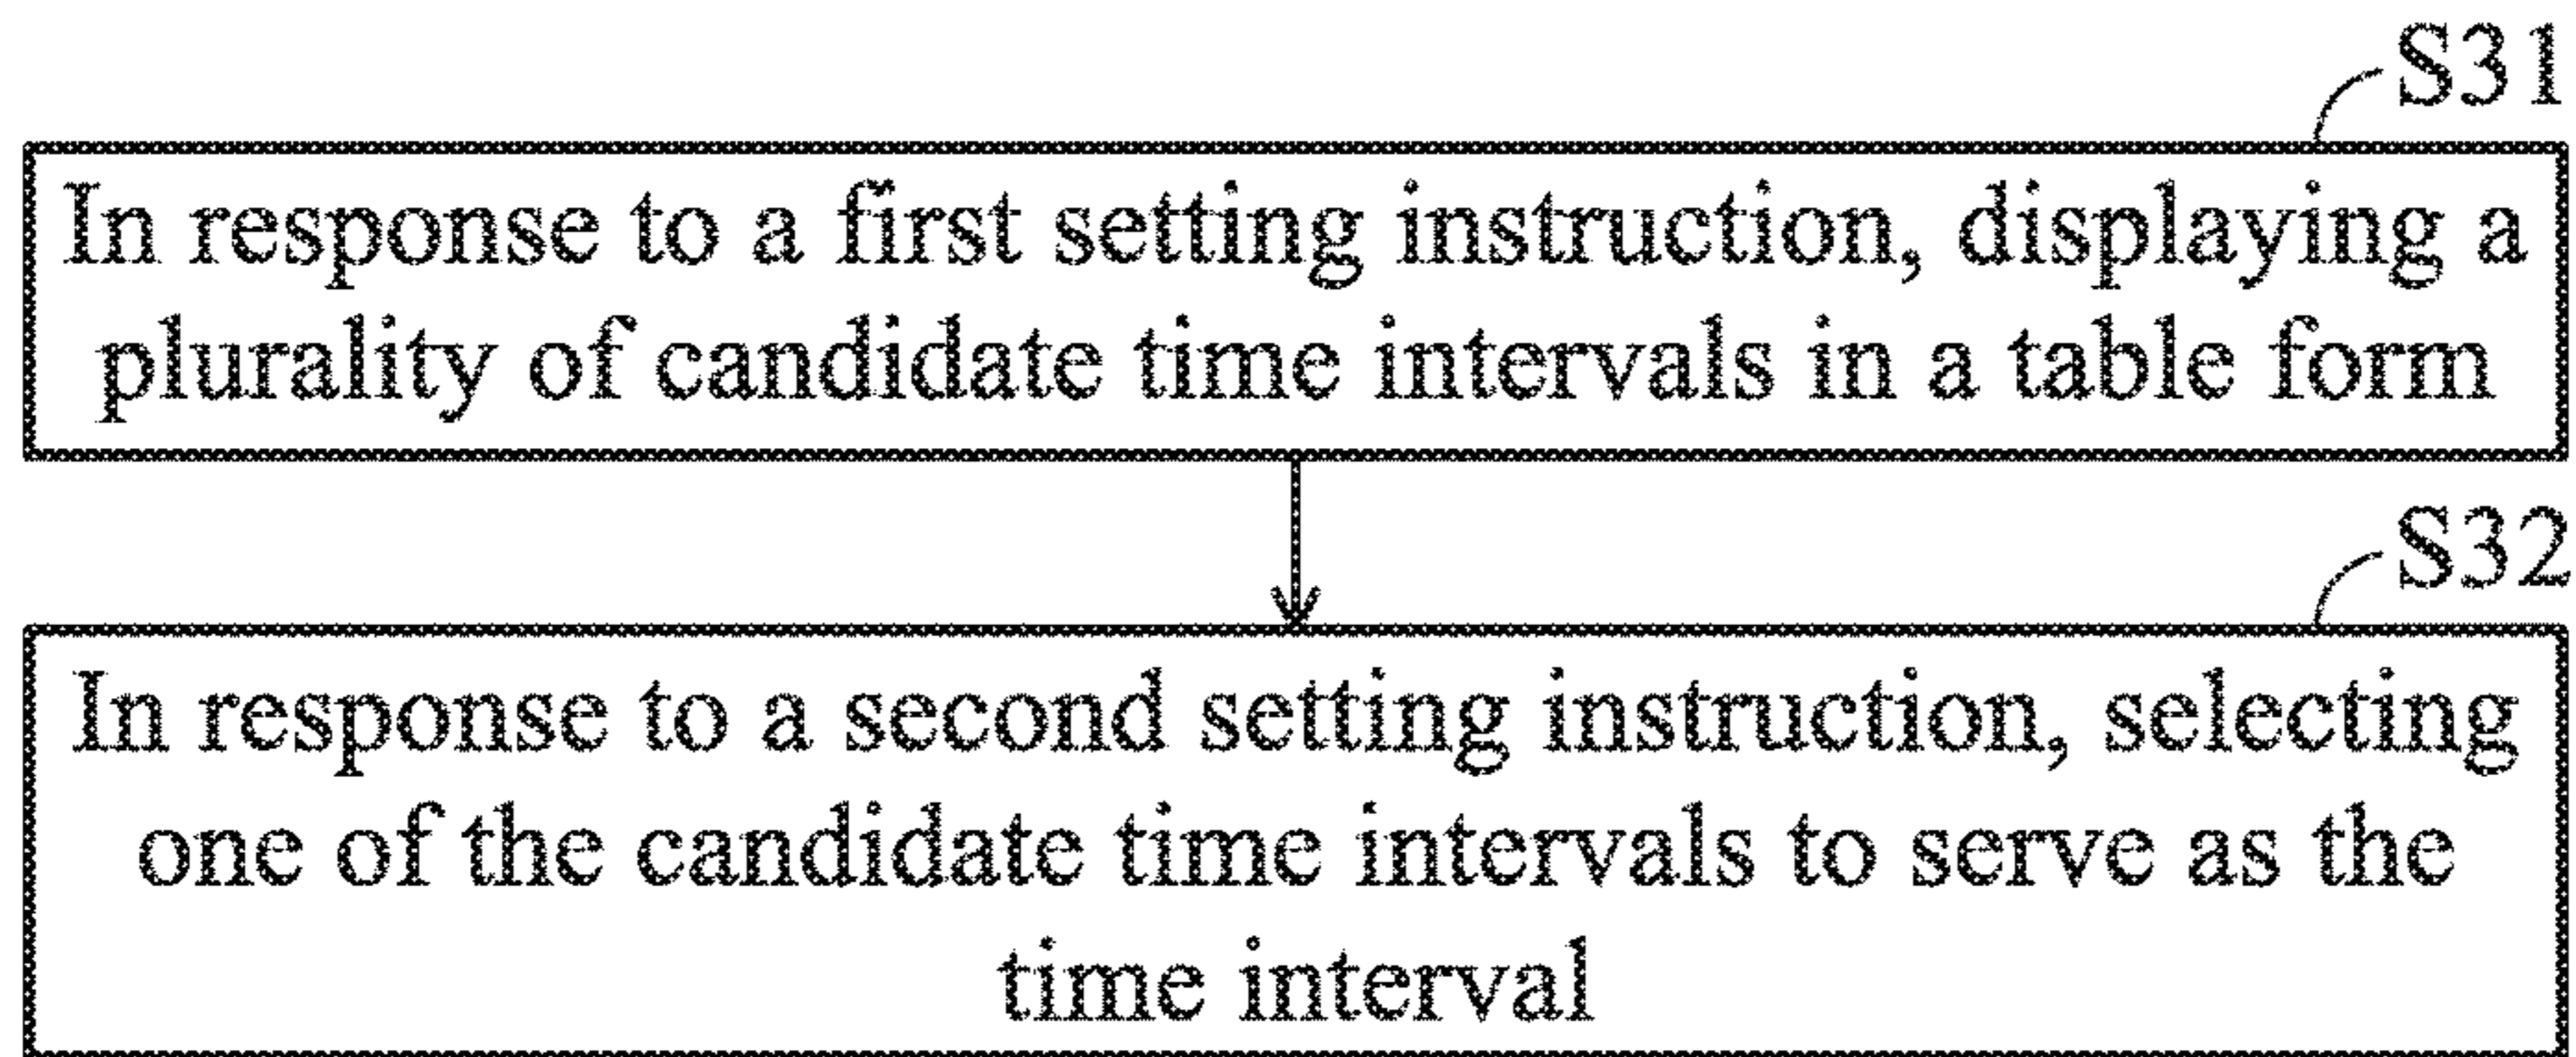 S31
In response to a first setting instruction, displaying a
plurality of candidate time intervals in a table form
S32
In response to a second setting instruction, selecting
one of the candidate time intervals to serve as the
time interval